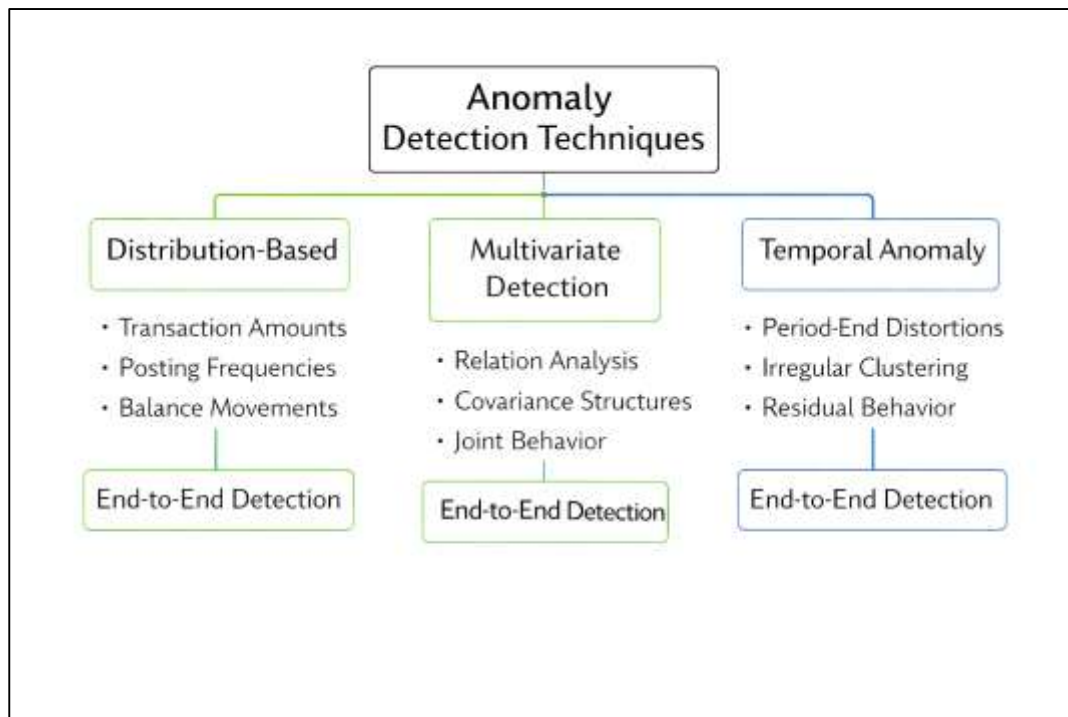 Anomaly
Detection Techniques
Distribution-Based
• Transaction Amounts
• Posting Frequencies
• Balance Movements
End-to-End Detection
Multivariate
Detection
• Relation Analysis
• Covariance Structures
• Joint Behavior
End-to-End Detection
Temporal Anomaly
• Period-End Distortions
• Irregular Clustering
• Residual Behavior
End-to-End Detection